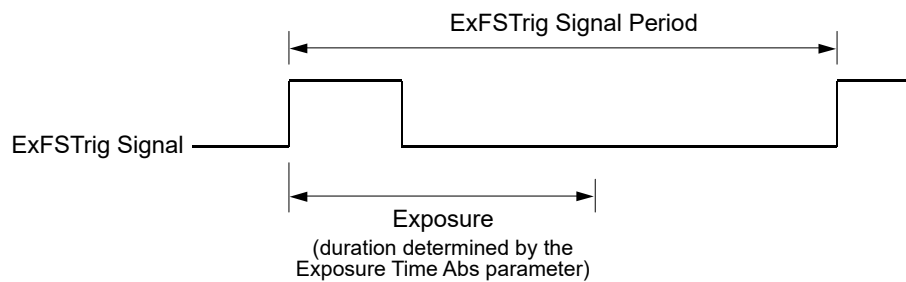 ExFSTrig Signal Period
ExFSTrig Signal
Exposure
(duration determined by the
Exposure Time Abs parameter)